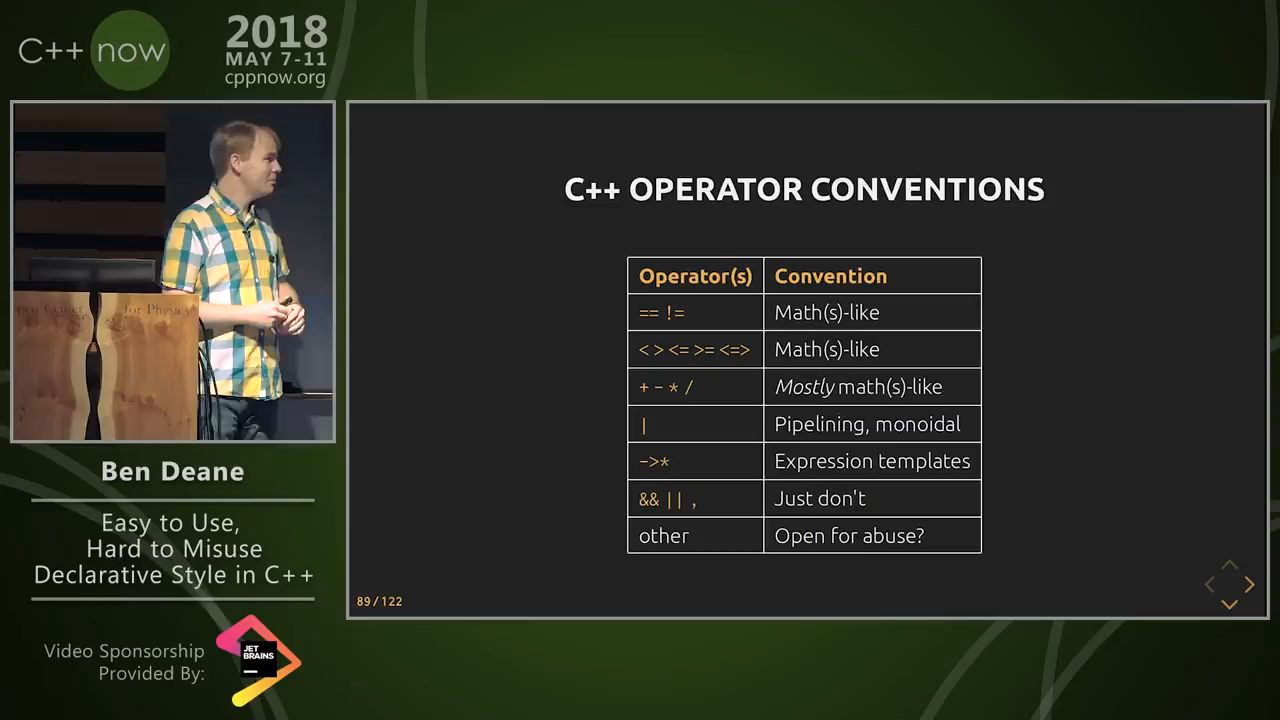 C++ now
2018
MAY 7-11
cppnow.org
for Physics
Ben Deane
Easy to Use,
Hard to Misuse
Declarative Style in C++
Video Sponsorship
Provided By:
JET
BRAINS
C++ OPERATOR CONVENTIONS
Operator(s) Convention
== != Math(s)-like
< > <= >= <=> Math(s)-like
+ - * / Mostly math(s)-like
| Pipelining, monoidal
->* Expression templates
&& || , Just don't
other Open for abuse?
89 / 122